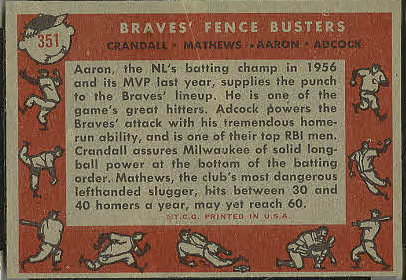 351
BRAVES' FENCE BUSTERS
CRANDALL • MATHEWS • AARON • ADCOCK
Aaron, the NL's batting champ in 1956
and its MVP last year, supplies the punch
to the Braves' lineup. He is one of the
game's great hitters. Adcock powers the
Braves' attack with his tremendous home-
run ability, and is one of their top RBI men.
Crandall assures Milwaukee of solid long-
ball power at the bottom of the batting
order. Mathews, the club's most dangerous
lefthanded slugger, hits between 30 and
40 homers a year, may yet reach 60.
©T.C.G. PRINTED IN U.S.A.